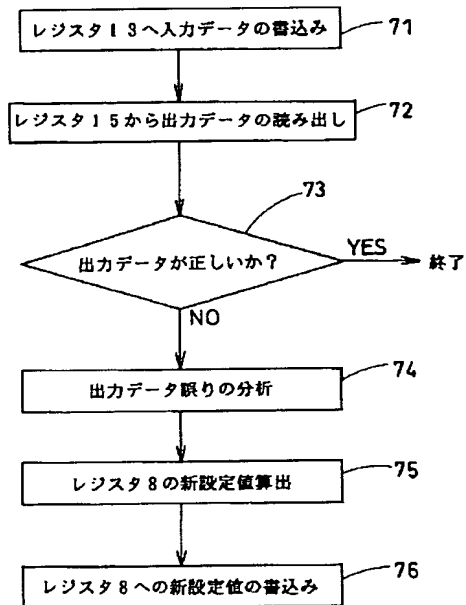 レジスタ13へ入力データの書込み
71
レジスタ15から出力データの読み出し
72
73
出力データが正しいか?
YES
終了
NO
出力データ誤りの分析
74
レジスタ8の新設定値算出
75
レジスタ8への新設定値の書込み
76